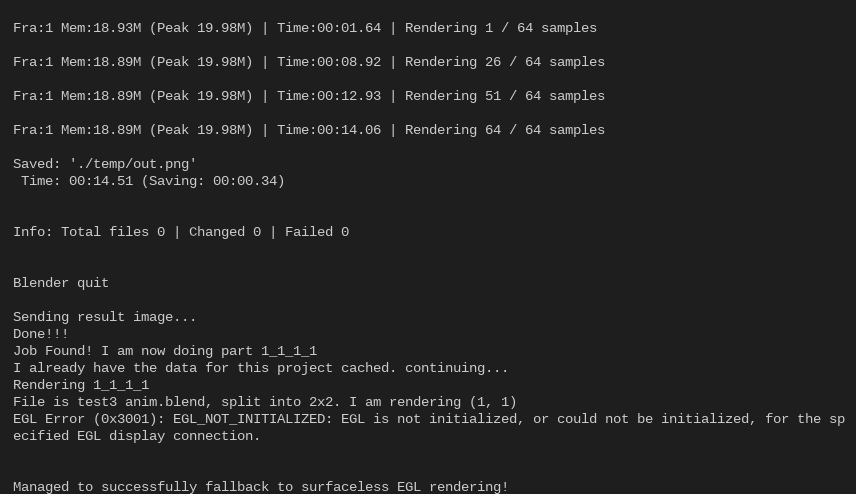 Fra:1 Mem:18.93M (Peak 19.98M) | Time:00:01.64 | Rendering 1 / 64 samples
Fra:1 Mem:18.89M (Peak 19.98M) | Time:00:08.92 | Rendering 26 / 64 samples
Fra:1 Mem:18.89M (Peak 19.98M) | Time:00:12.93 | Rendering 51 / 64 samples
Fra:1 Mem:18.89M (Peak 19.98M) | Time:00:14.06 | Rendering 64 / 64 samples
Saved: './temp/out.png'
Time: 00:14.51 (Saving: 00:00.34)
Info: Total files 0 | Changed 0 | Failed 0
Blender quit
Sending result image...
Done!!!
Job Found! I am now doing part 1_1_1_1
I already have the data for this project cached. continuing...
Rendering 1_1_1_1
File is test3 anim.blend, split into 2x2. I am rendering (1, 1)
EGL Error (0x3001): EGL_NOT_INITIALIZED: EGL is not initialized, or could not be initialized, for the sp
ecified EGL display connection.
Managed to successfully fallback to surfaceless EGL rendering!